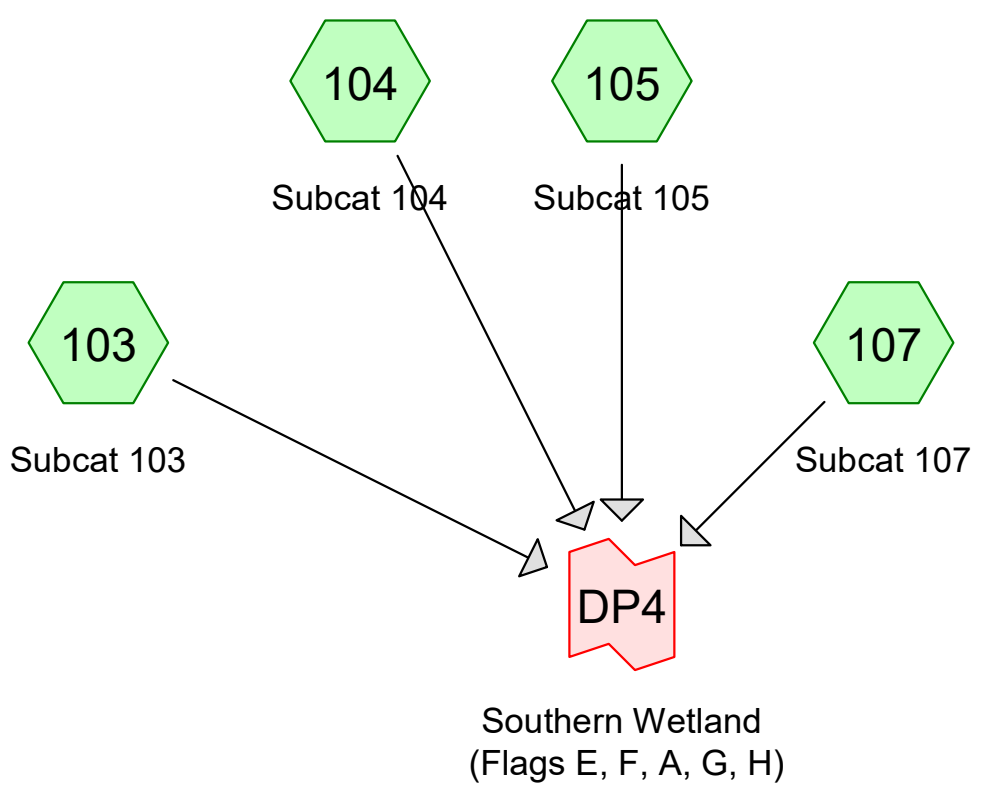 104
105
Subcat 104
Subcat 105
103
107
Subcat 103
Subcat 107
DP4
Southern Wetland
(Flags E, F, A, G, H)